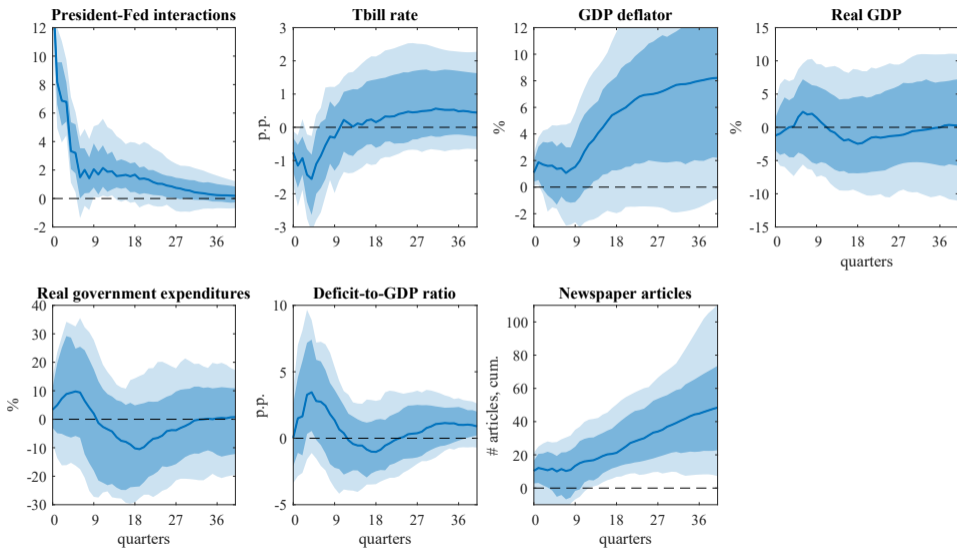 President-Fed interactions
12
10
8
6
4
2
0
-2
0 9 18 27 36
Tbill rate
p.p.
3
2
1
0
-1
-2
-3
0 9 18 27 36
GDP deflator
%
12
10
8
6
4
2
0
-2
0 9 18 27 36
Real GDP
%
15
10
5
0
-5
-10
-15
0 9 18 27 36
quarters
Real government expenditures
%
40
30
20
10
0
-10
-20
-30
0 9 18 27 36
quarters
Deficit-to-GDP ratio
p.p.
10
5
0
-5
0 9 18 27 36
quarters
Newspaper articles
# articles, cum.
100
80
60
40
20
0
0 9 18 27 36
quarters